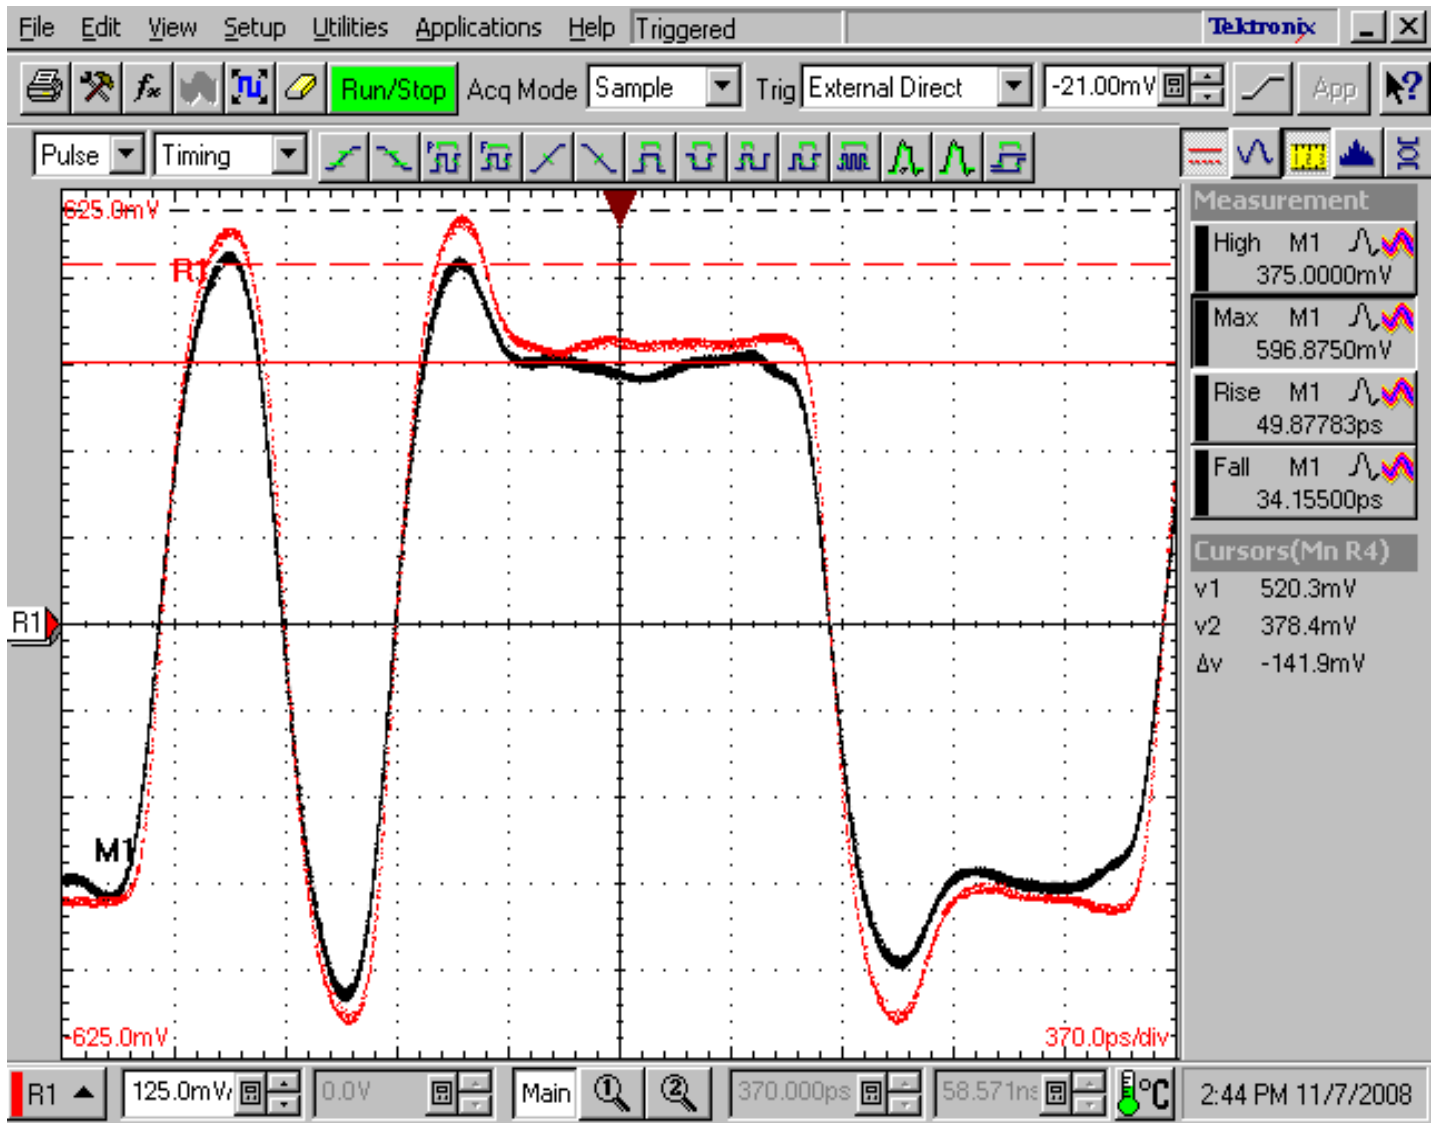 File Edit View Setup Utilities Applications Help Triggered Tektronix
Run/Stop Acq Mode Sample Trig External Direct -21.00mV App
Pulse Timing
625.0mV
R1
M1
R1
-625.0mV
370.0ps/div
Measurement
High M1
375.0000mV
Max M1
596.8750mV
Rise M1
49.87783ps
Fall M1
34.15500ps
Cursors(Mn R4)
v1 520.3mV
v2 378.4mV
Δv -141.9mV
R1 125.0mV/ 0.0V Main 1 2 370.000ps 58.571ns °C 2:44 PM 11/7/2008